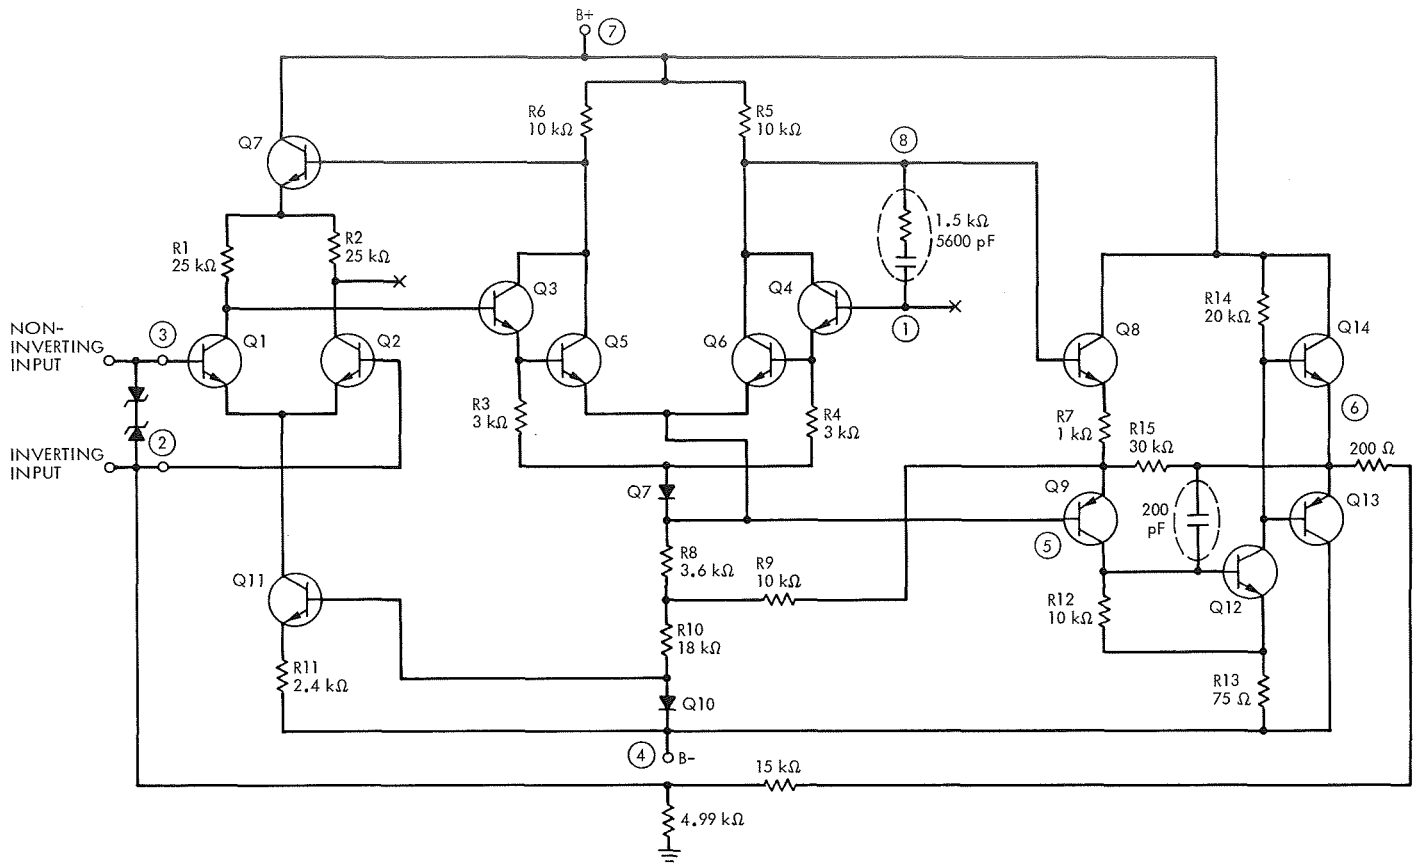 B+
7
R6
10 kΩ
R5
10 kΩ
Q7
8
1.5 kΩ
5600 pF
R1
25 kΩ
R2
25 kΩ
Q3
Q4
1
R14
20 kΩ
NON-
INVERTING
INPUT
3
Q1
Q2
Q5
Q6
Q8
Q14
R3
3 kΩ
R4
3 kΩ
R7
1 kΩ
6
2
INVERTING
INPUT
R15
30 kΩ
200 Ω
Q7
Q9
200
pF
Q13
5
R8
3.6 kΩ
R9
10 kΩ
Q11
R12
10 kΩ
Q12
R10
18 kΩ
R11
2.4 kΩ
R13
75 Ω
Q10
4
B-
15 kΩ
4.99 kΩ